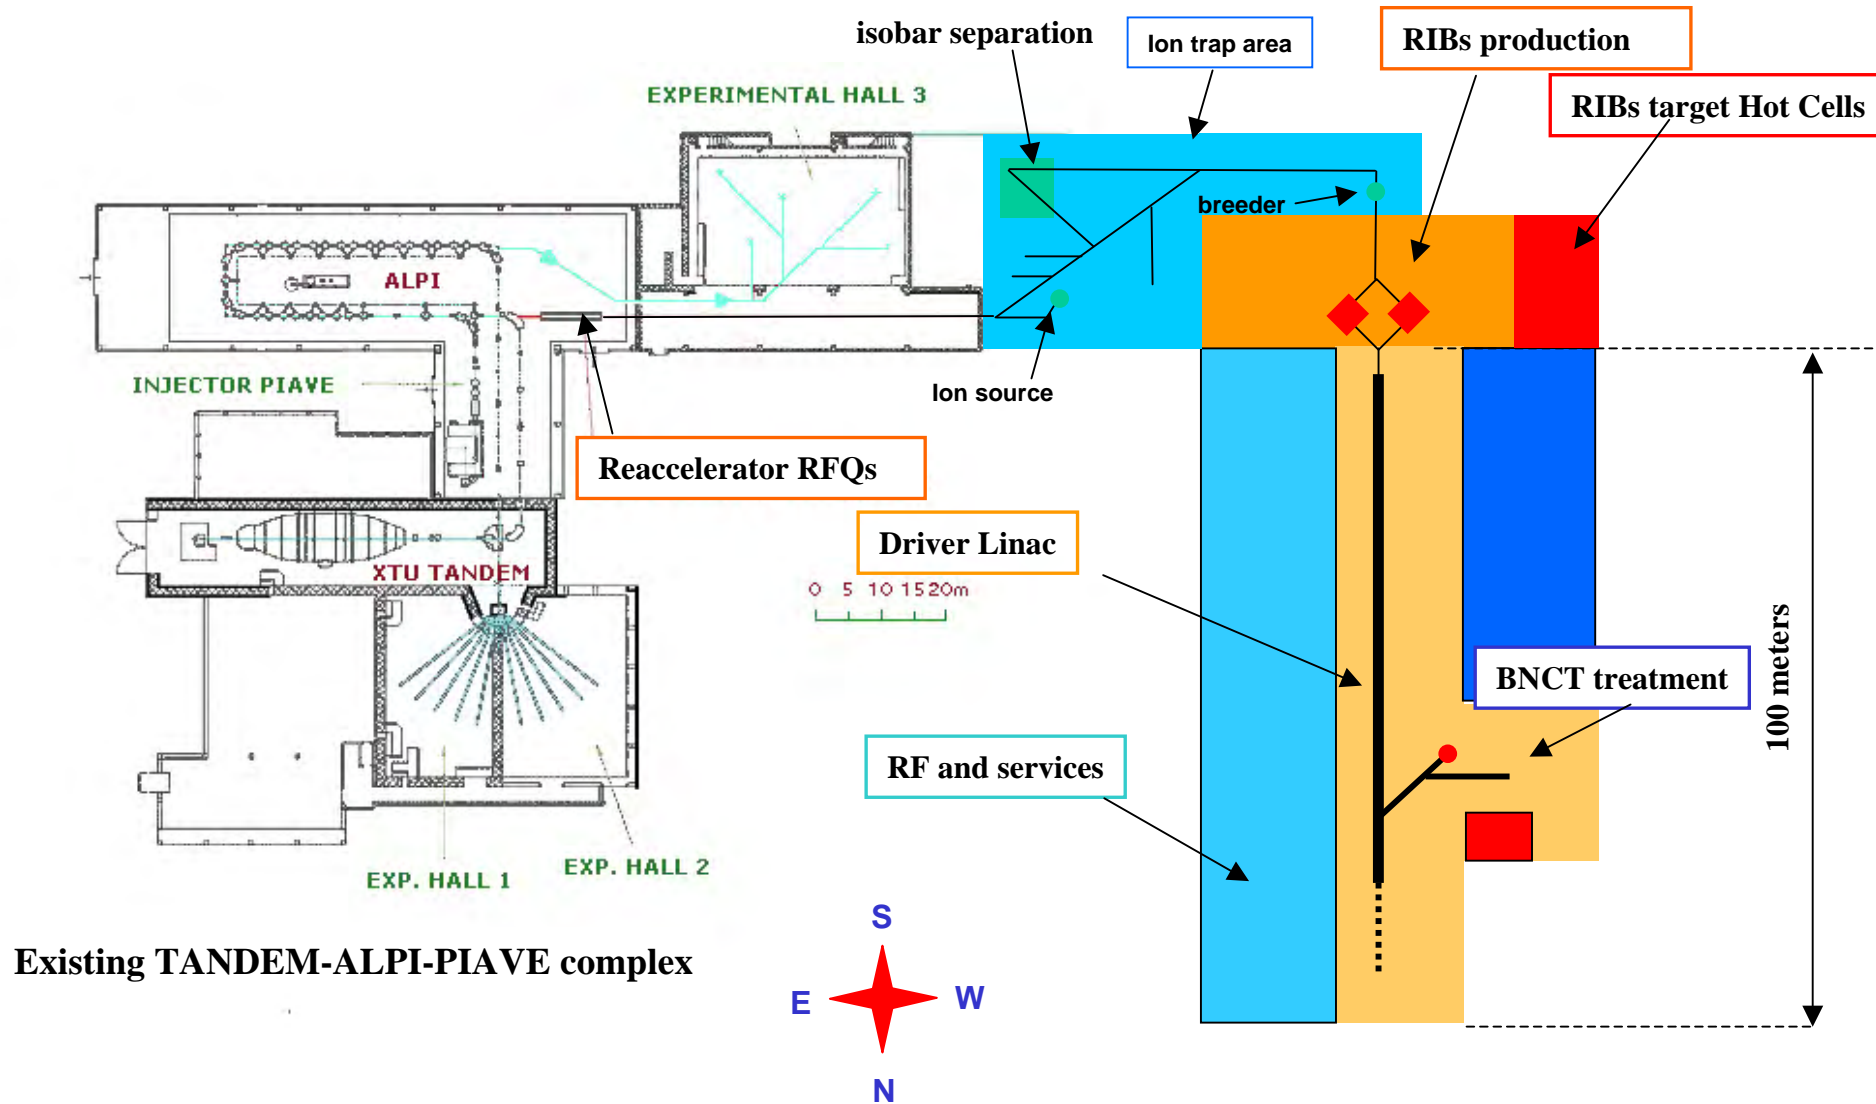 isobar separation
Ion trap area
RIBs production
RIBs target Hot Cells
EXPERIMENTAL HALL 3
breeder
ALPI
INJECTOR PIAVE
Ion source
Reaccelerator RFQs
Driver Linac
XTU TANDEM
0 5 10 15 20m
BNCT treatment
100 meters
RF and services
EXP. HALL 1
EXP. HALL 2
Existing TANDEM-ALPI-PIAVE complex
S
E
W
N